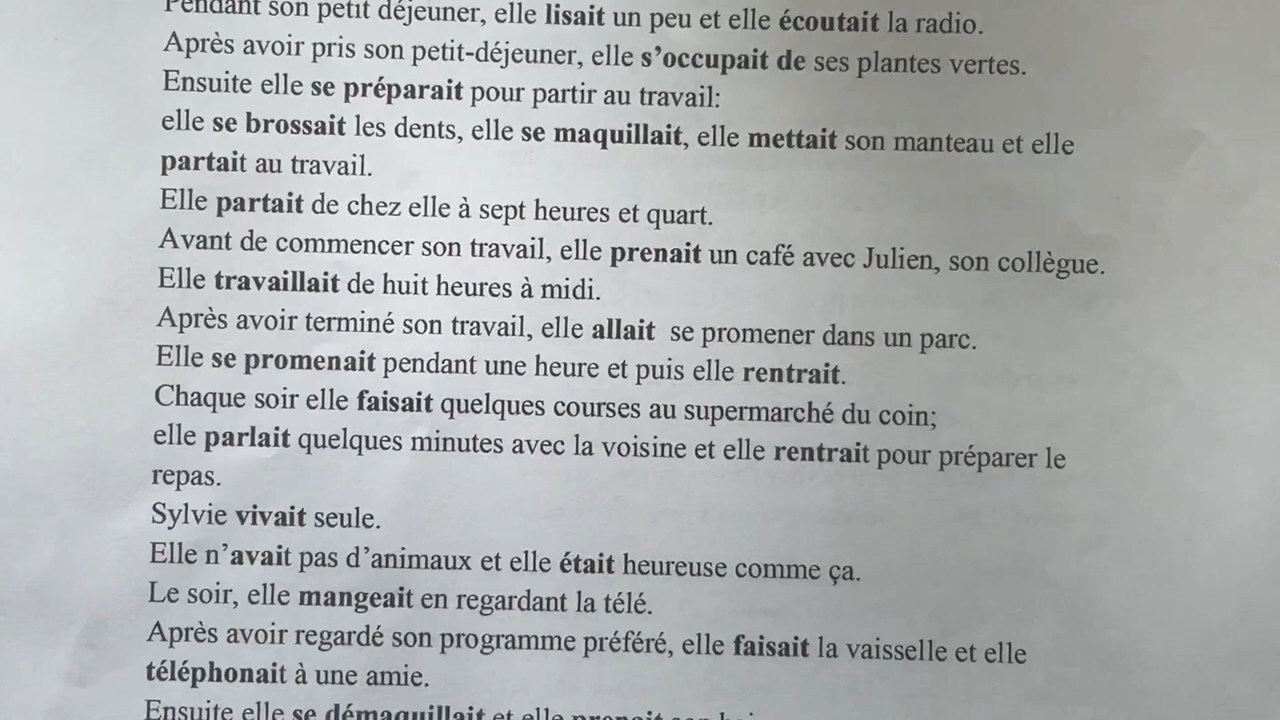 Pendant son petit déjeuner, elle lisait un peu et elle écoutait la radio.
Après avoir pris son petit-déjeuner, elle s’occupait de ses plantes vertes.
Ensuite elle se préparait pour partir au travail:
elle se brossait les dents, elle se maquillait, elle mettait son manteau et elle
partait au travail.
Elle partait de chez elle à sept heures et quart.
Avant de commencer son travail, elle prenait un café avec Julien, son collègue.
Elle travaillait de huit heures à midi.
Après avoir terminé son travail, elle allait se promener dans un parc.
Elle se promenait pendant une heure et puis elle rentrait.
Chaque soir elle faisait quelques courses au supermarché du coin;
elle parlait quelques minutes avec la voisine et elle rentrait pour préparer le
repas.
Sylvie vivait seule.
Elle n’avait pas d’animaux et elle était heureuse comme ça.
Le soir, elle mangeait en regardant la télé.
Après avoir regardé son programme préféré, elle faisait la vaisselle et elle
téléphonait à une amie.
Ensuite elle se démaquillait et elle prenait son